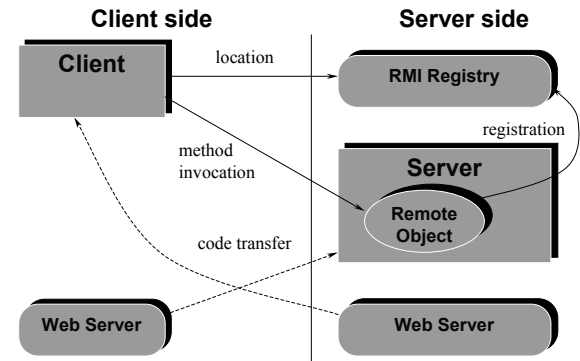 Client side
Server side
Client
location
RMI Registry
registration
method
invocation
Server
Remote
Object
code transfer
Web Server
Web Server